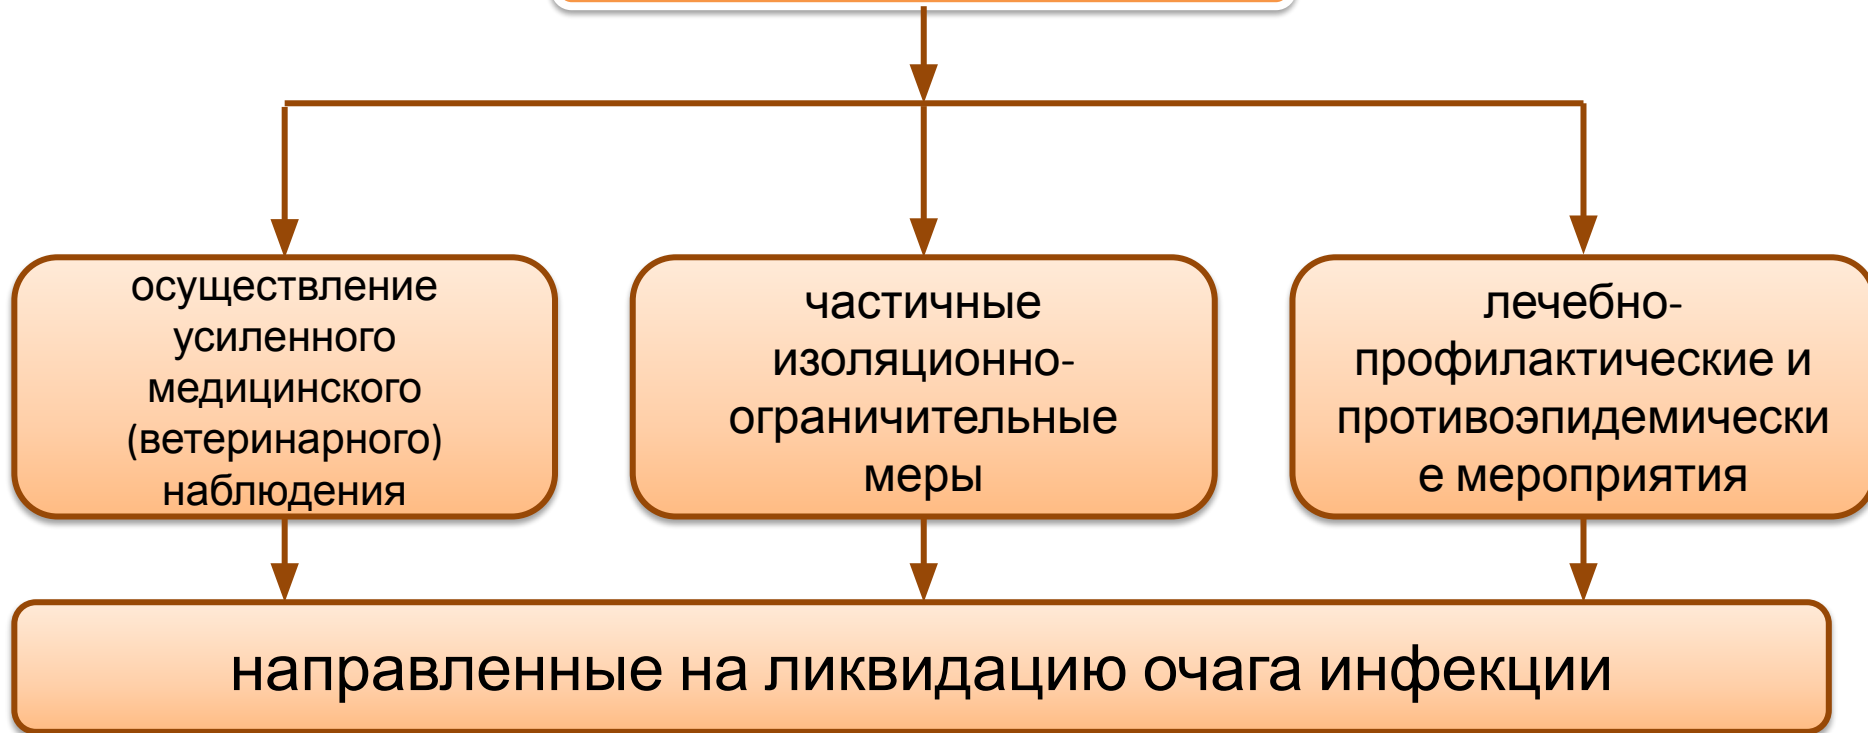 осуществление
усиленного
медицинского
(ветеринарного)
наблюдения
частичные
изоляционно-
ограничительные
меры
лечебно-
профилактические и
противоэпидемически
е мероприятия
направленные на ликвидацию очага инфекции